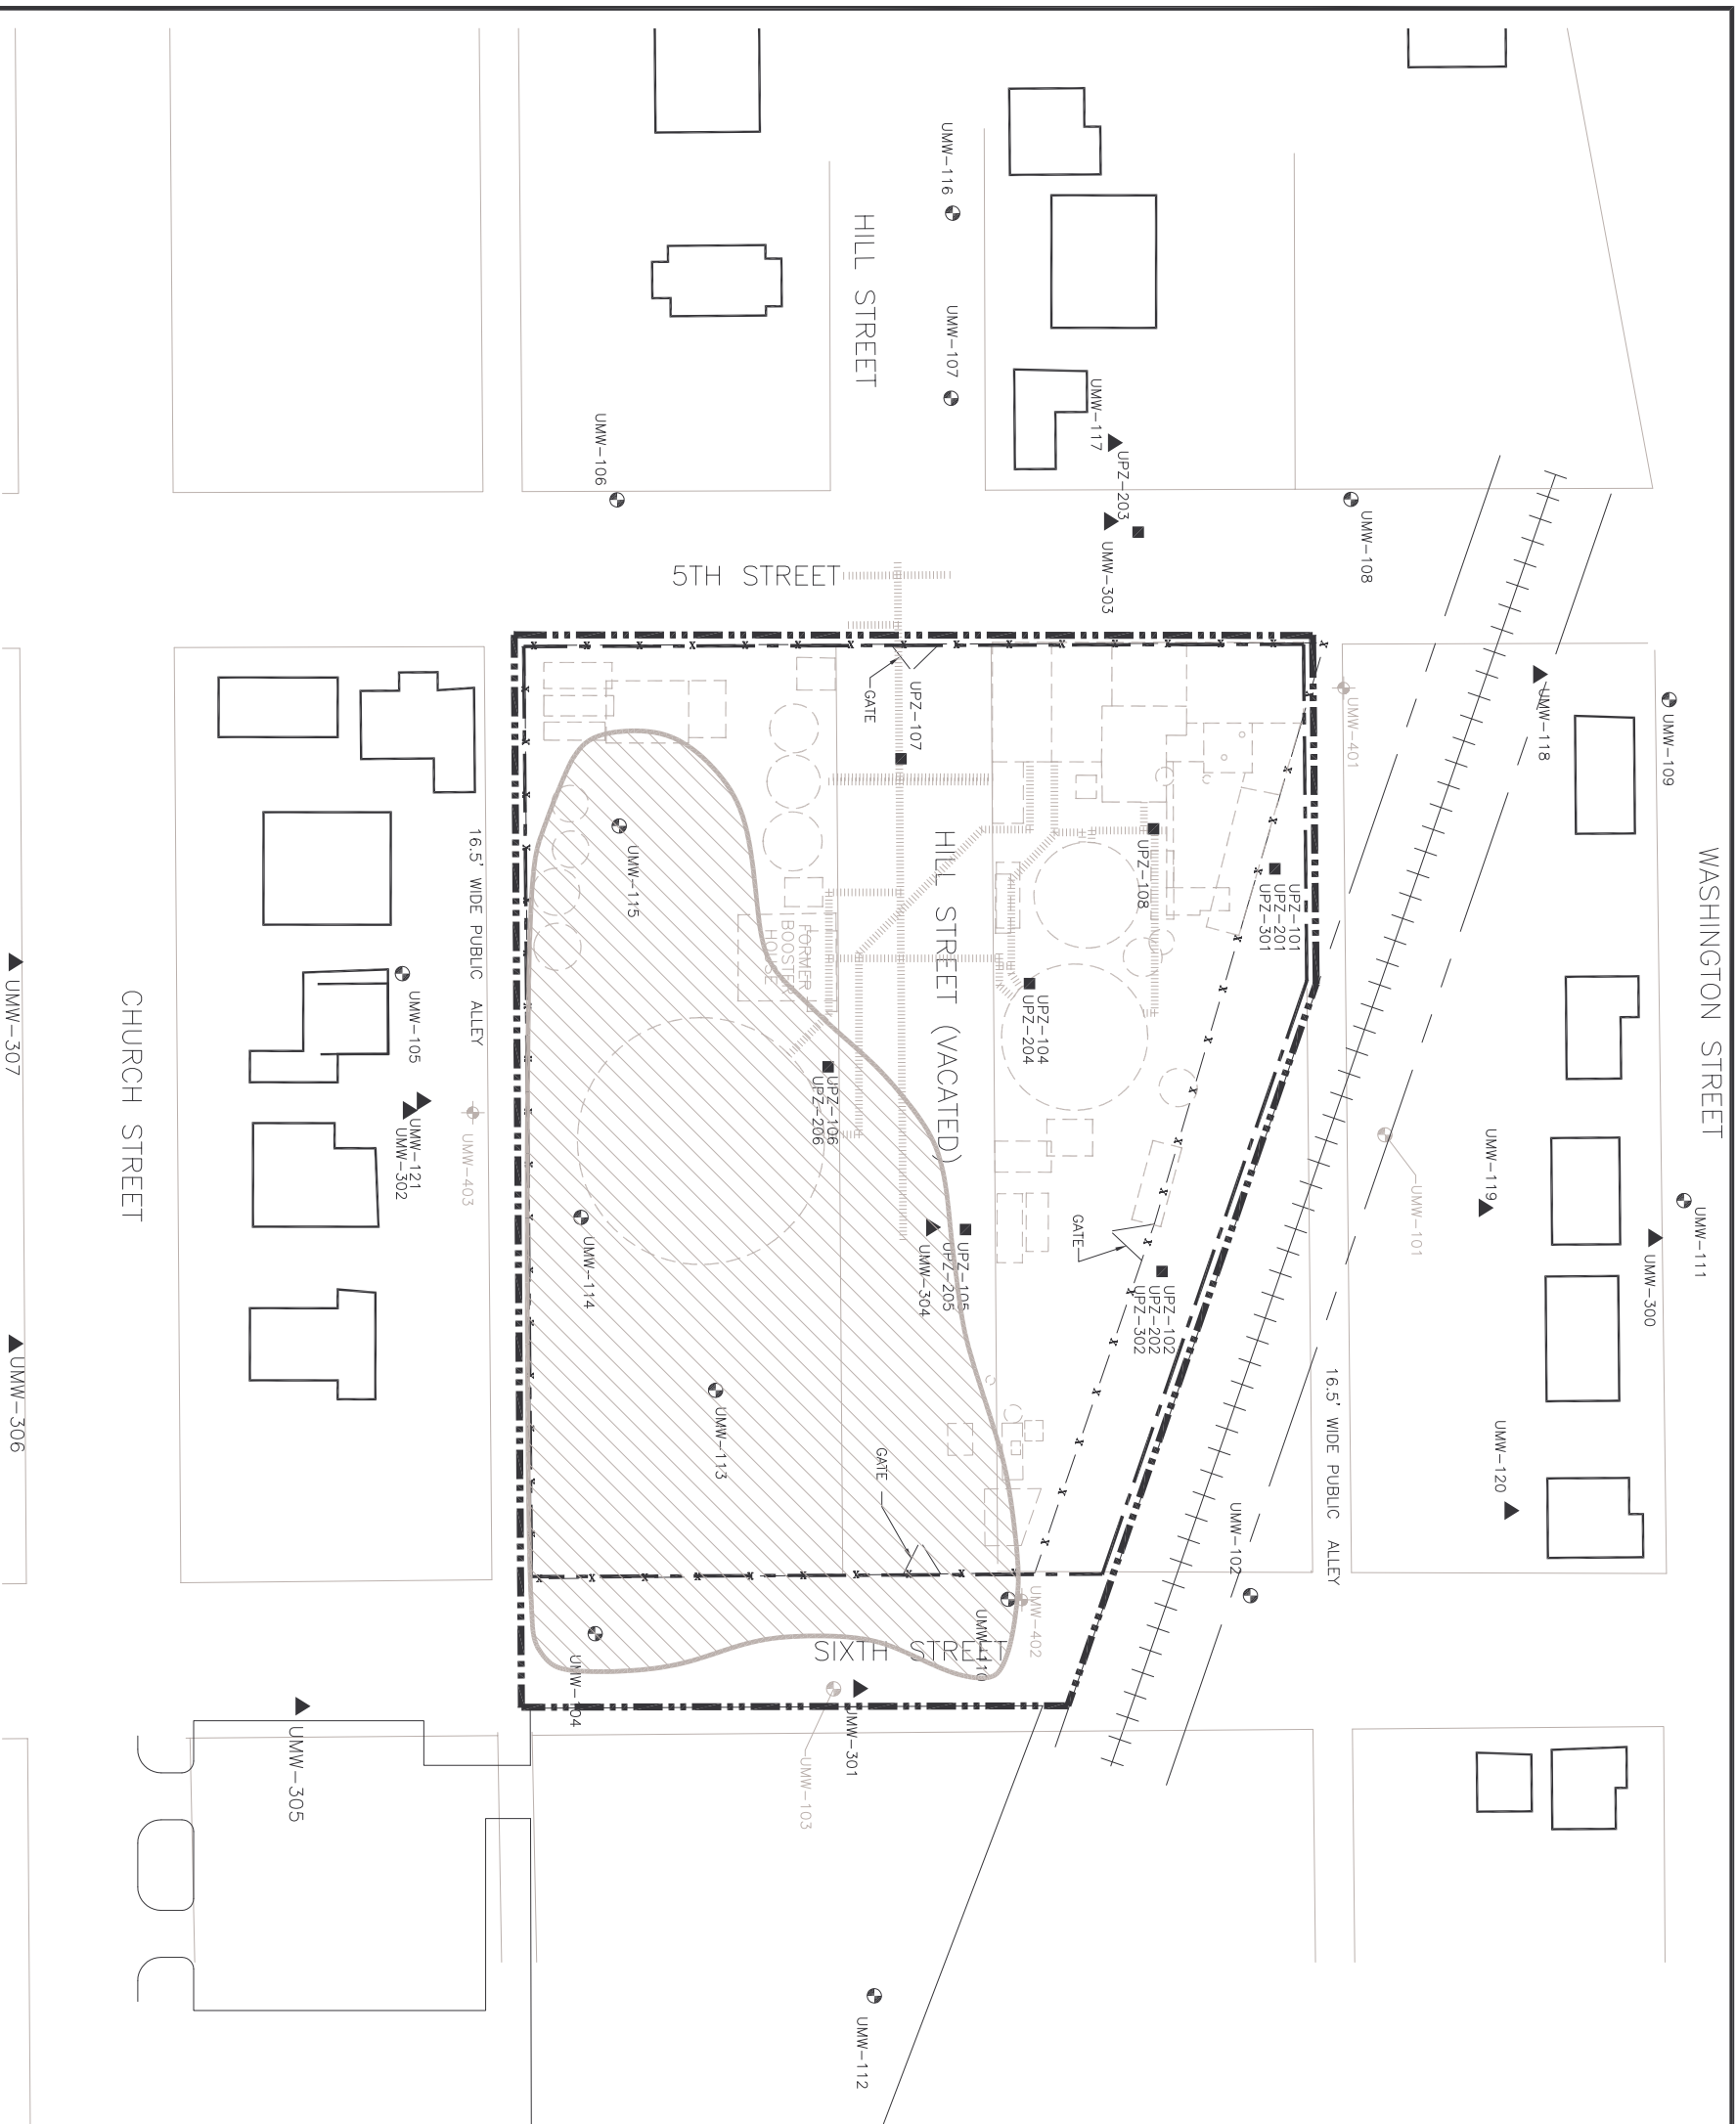 WASHINGTON STREET
UMW-109
UMW-111
UMW-300
UMW-118
UMW-119
UMW-120
UMW-108
UMW-401
UMW-101
16.5' WIDE PUBLIC ALLEY
UMW-102
UPZ-101
UPZ-201
UPZ-301
UPZ-102
UPZ-202
UPZ-302
GATE
UPZ-108
UMW-117
UPZ-203
UMW-303
UPZ-104
UPZ-204
UMW-116
UMW-107
HILL STREET
HILL STREET (VACATED)
UPZ-107
GATE
UPZ-105
UPZ-205
UMW-304
UMW-402
UMW-110
GATE
5TH STREET
SIXTH STREET
FORMER
BOOSTER
HOUSE
UPZ-106
UPZ-206
UMW-301
UMW-103
UMW-112
UMW-113
UMW-106
UMW-115
UMW-114
UMW-104
16.5' WIDE PUBLIC ALLEY
UMW-403
UMW-105
UMW-121
UMW-302
UMW-305
CHURCH STREET
UMW-307
UMW-306